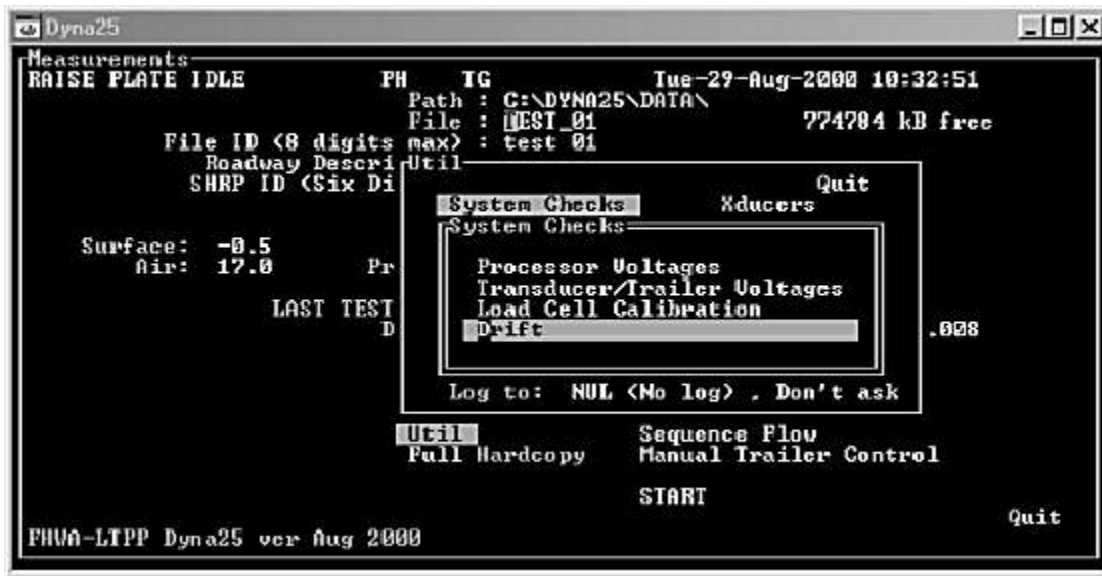 Dyna25
Measurements
RAISE PLATE IDLE PH TG Tue-29-Aug-2000 10:32:51
Path : C:\DYNA25\DATA\
File : TEST_01 774784 kB free
File ID (8 digits max) : test 01
Roadway Descri
SHRP ID (Six Di
Util
Quit
System Checks Xducers
System Checks
Surface: -0.5
Processor Voltages
Air: 17.0 Pr
Transducer/Trailer Voltages
LAST TEST
Load Cell Calibration
D
Drift
.008
Log to: NUL (No log) , Don't ask
Util Sequence Flow
Full Hardcopy Manual Trailer Control
START
Quit
FHWA-LTPP Dyna25 ver Aug 2000